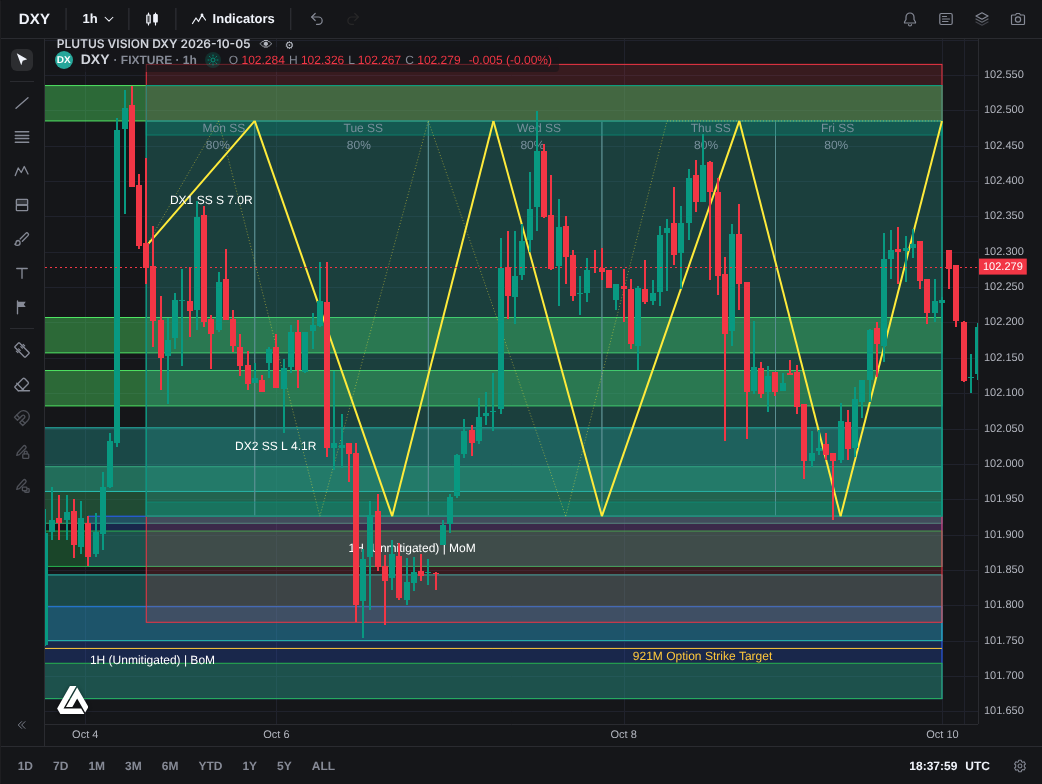 DXY 1h Indicators
PLUTUS VISION DXY 2026-10-05
DX DXY · FIXTURE · 1h O 102.284 H 102.326 L 102.267 C 102.279 -0.005 (-0.00%)
102.550
102.500
Mon SS Tue SS Wed SS Thu SS Fri SS
80% 80% 80% 80% 80%
102.450
102.400
DX1 SS S 7.0R
102.350
102.300
102.279
102.250
102.200
102.150
102.100
102.050
DX2 SS L 4.1R
102.000
101.950
101.900
1H (Unmitigated) | MoM
101.850
101.800
101.750
921M Option Strike Target
1H (Unmitigated) | BoM
101.700
101.650
Oct 4 Oct 6 Oct 8 Oct 10
1D 7D 1M 3M 6M YTD 1Y 5Y ALL 18:37:59 UTC